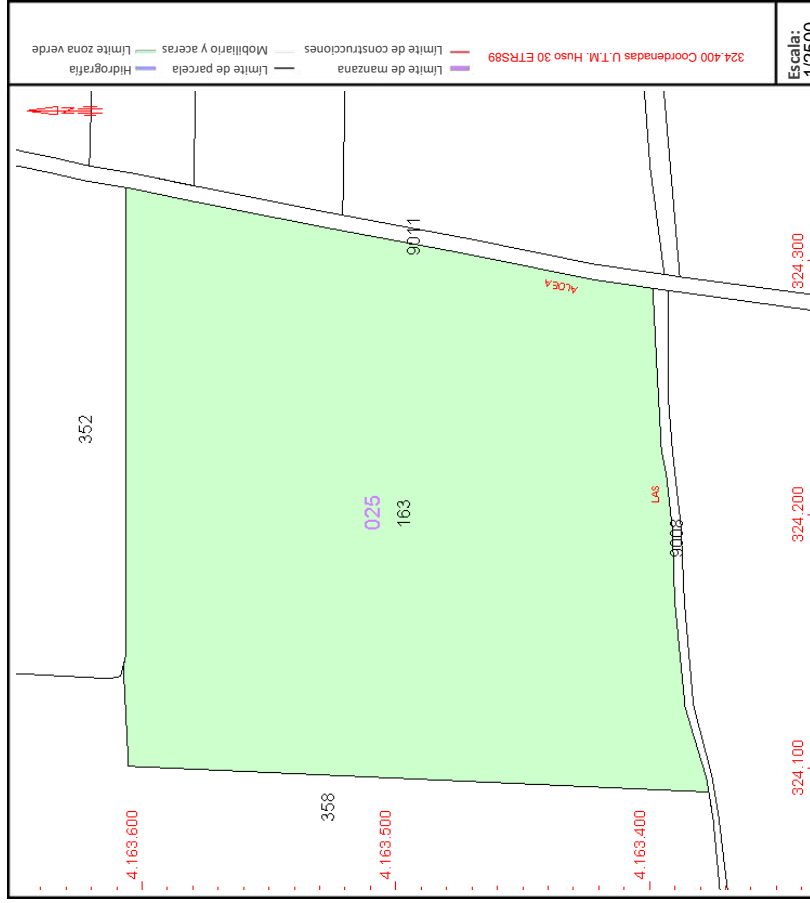 Límite de manzana
Límite de construcciones
Límite de parcela
Mobiliario y aceras
Hidrografía
Límite zona verde
324.400 Coordenadas U.T.M. Huso 30 ETRS89
Escala:
1/2500
N
352
9011
ALDEA
025
163
LAS
9008
358
324,300
324,200
324,100
4.163.600
4.163.500
4.163.400